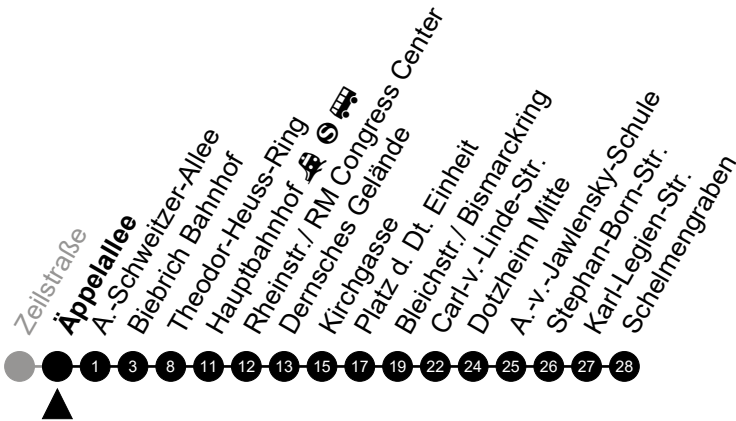 Zeilstraße
Äppelallee
A.-Schweitzer-Allee
Biebrich Bahnhof
Theodor-Heuss-Ring
Hauptbahnhof S
Rheinstr./ RM Congress Center
Dernsches Gelände
Kirchgasse
Platz d. Dt. Einheit
Bleichstr./ Bismarckring
Carl-v.-Linde-Str.
Dotzheim Mitte
A.-v.-Jawlensky-Schule
Stephan-Born-Str.
Karl-Legien-Str.
Schelmengraben
1 3 8 11 12 13 15 17 19 22 24 25 26 27 28